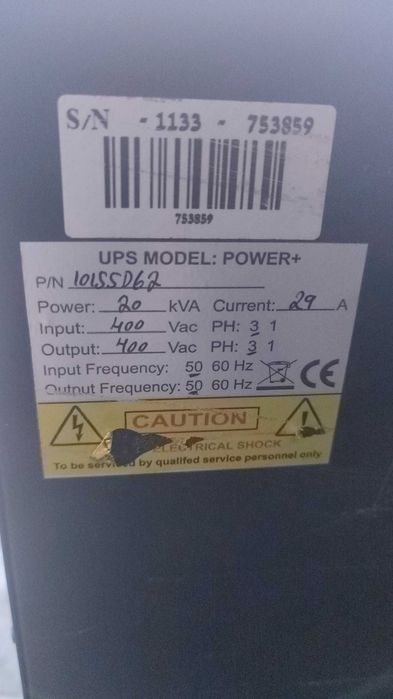 S/N - 1133 - 753859
753859
UPS MODEL: POWER+
P/N 101SSD62
Power: 20 kVA Current: 29 A
Input: 400 Vac PH: 3 1
Output: 400 Vac PH: 3 1
Input Frequency: 50 60 Hz
Output Frequency: 50 60 Hz
CE
CAUTION
ELECTRICAL SHOCK
To be serviced by qualifed service personnel only